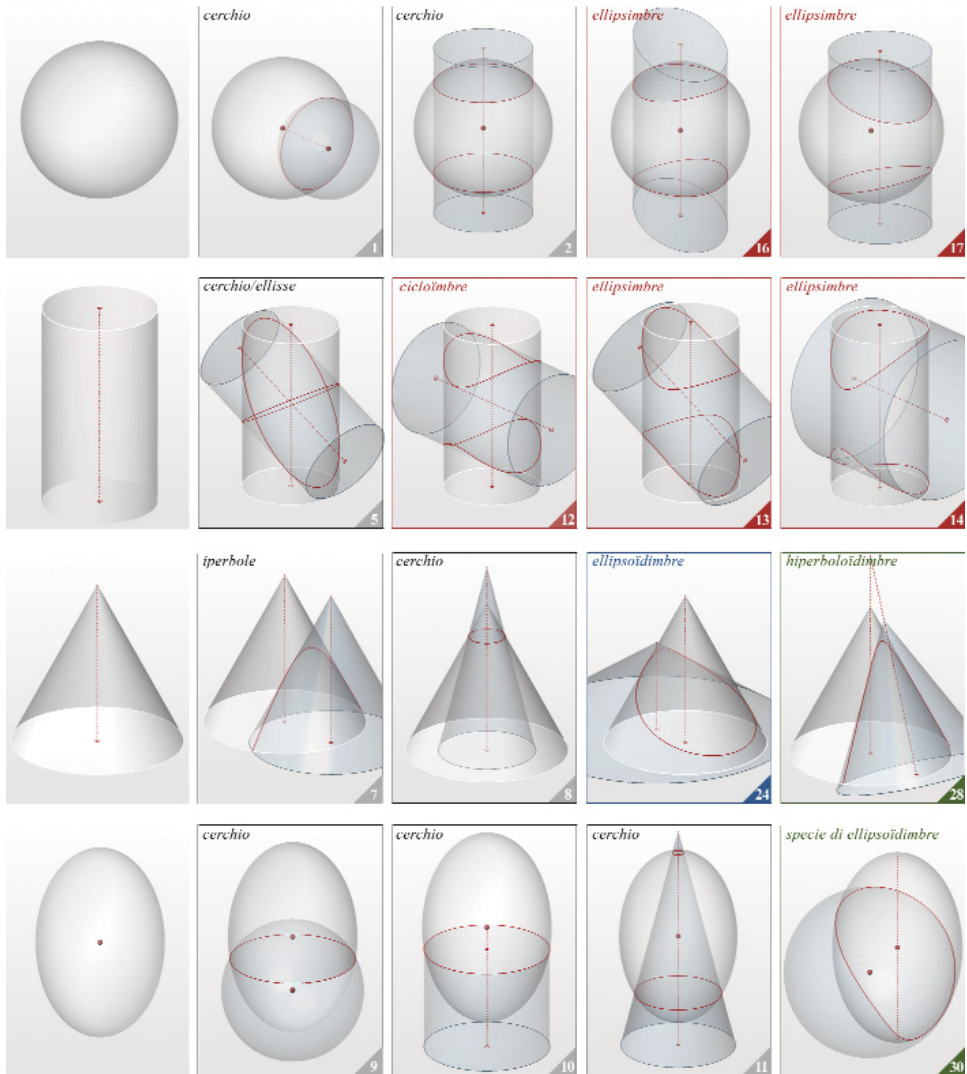 cerchio
1
cerchio
2
ellipsimbre
16
ellipsimbre
17
cerchio/ellisse
5
cicloïmbre
12
ellipsimbre
13
ellipsimbre
14
iperbole
7
cerchio
8
ellipsoïdimbre
24
hiperboloïdimbre
28
cerchio
9
cerchio
10
cerchio
11
specie di ellipsoïdimbre
30